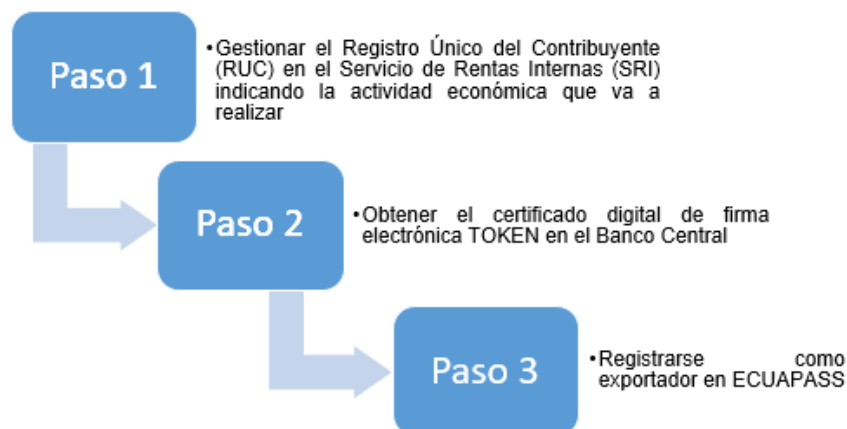 Paso 1
•Gestionar el Registro Único del Contribuyente
(RUC) en el Servicio de Rentas Internas (SRI)
indicando la actividad económica que va a
realizar
Paso 2
•Obtener el certificado digital de firma
electrónica TOKEN en el Banco Central
Paso 3
•Registrarse como
exportador en ECUAPASS